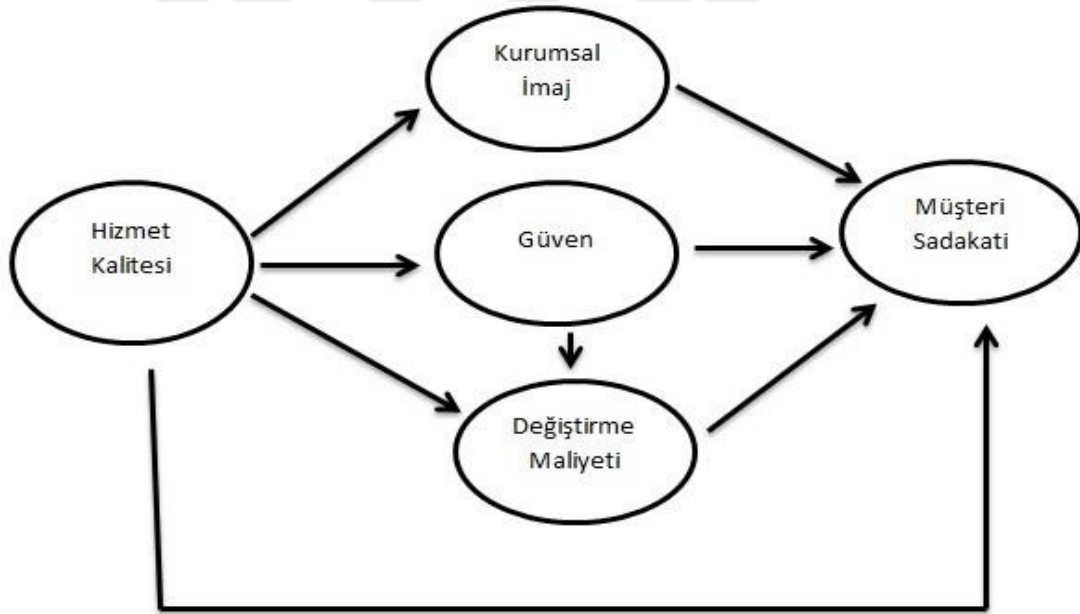 Kurumsal
İmaj
Hizmet
Kalitesi
Güven
Müşteri
Sadakati
Değiştirme
Maliyeti